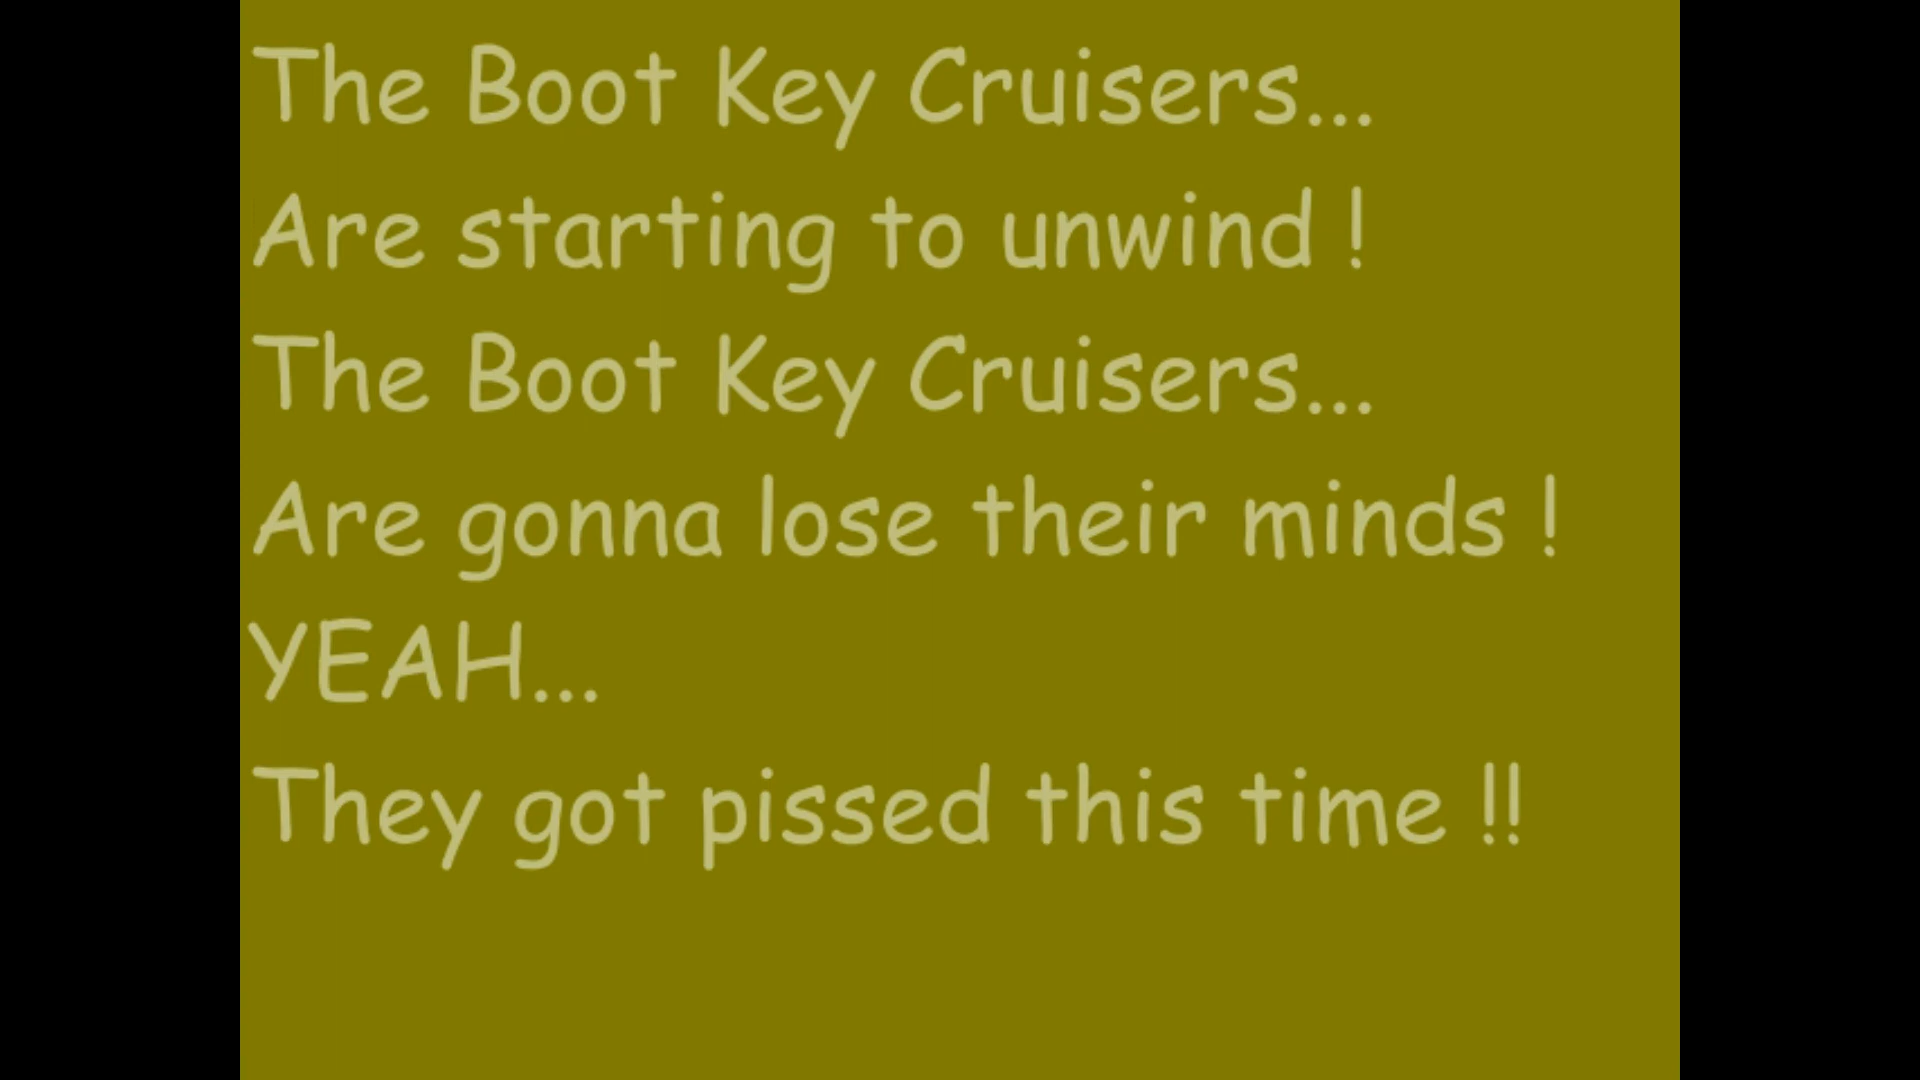 The Boot Key Cruisers...
Are starting to unwind !
The Boot Key Cruisers...
Are gonna lose their minds !
YEAH...
They got pissed this time !!